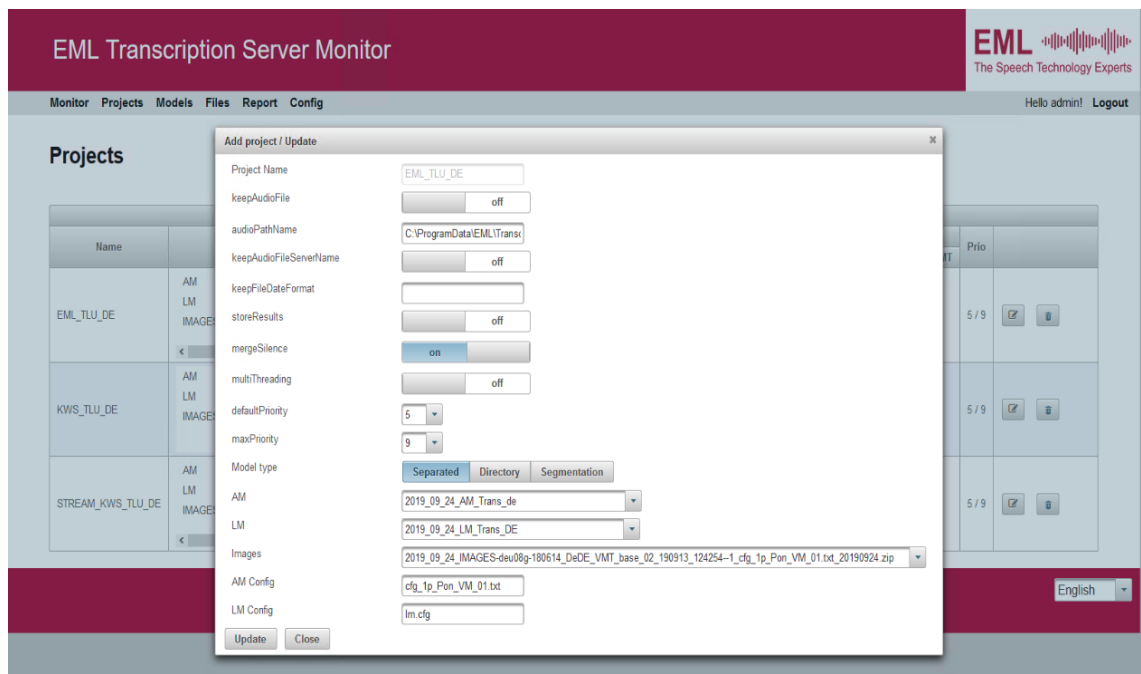 EML Transcription Server Monitor
EML
The Speech Technology Experts
Monitor Projects Models Files Report Config
Hello admin! Logout
Projects
Add project / Update
Project Name EML_TLU_DE
keepAudioFile off
audioPathName C:\ProgramData\EML\Transc
keepAudioFileServerName off
keepFileDateFormat
storeResults off
mergeSilence on
multiThreading off
defaultPriority 5
maxPriority 9
Model type Separated Directory Segmentation
AM 2019_09_24_AM_Trans_de
LM 2019_09_24_LM_Trans_DE
Images 2019_09_24_IMAGES-deu08g-180614_DeDE_VMT_base_02_190913_124254--1_cfg_1p_Pon_VM_01.txt_20190924.zip
AM Config cfg_1p_Pon_VM_01.txt
LM Config lm.cfg
Update Close
Name
Prio
EML_TLU_DE
AM
LM
IMAGES
5 / 9
KWS_TLU_DE
AM
LM
IMAGES
5 / 9
STREAM_KWS_TLU_DE
AM
LM
IMAGES
5 / 9
English